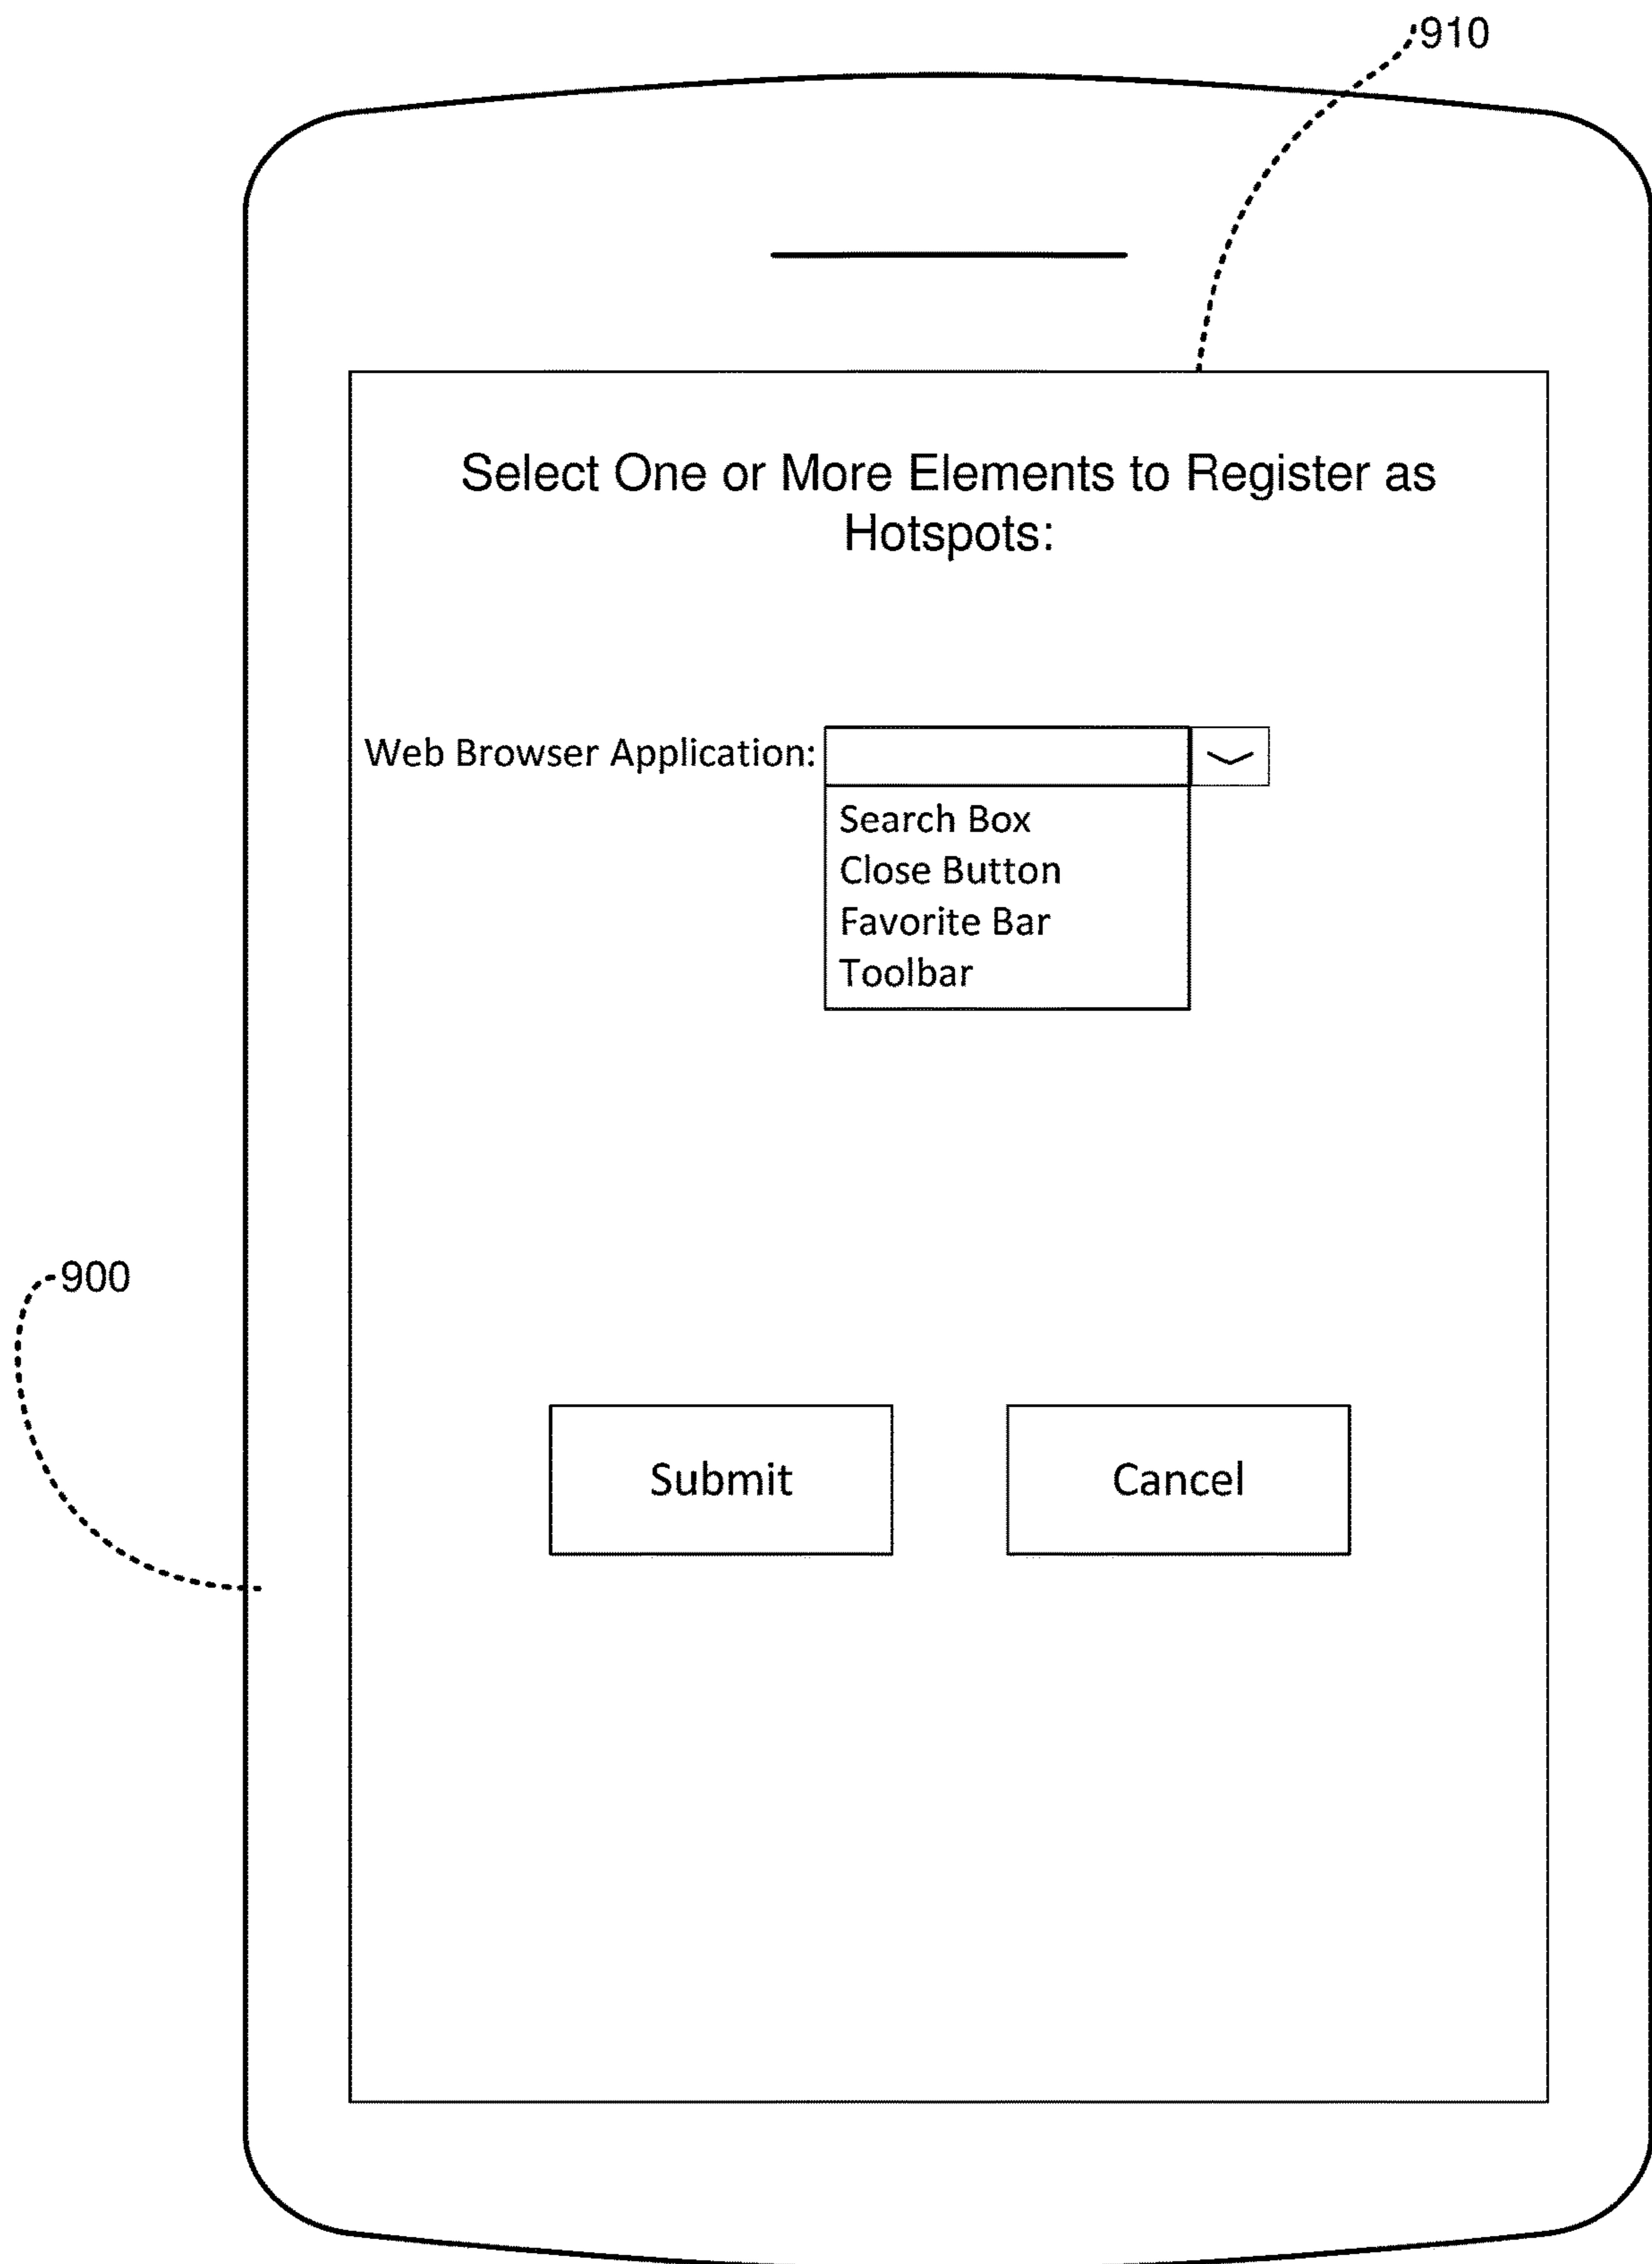 910
Select One or More Elements to Register as
Hotspots:
Web Browser Application:
Search Box
Close Button
Favorite Bar
Toolbar
900
Submit
Cancel